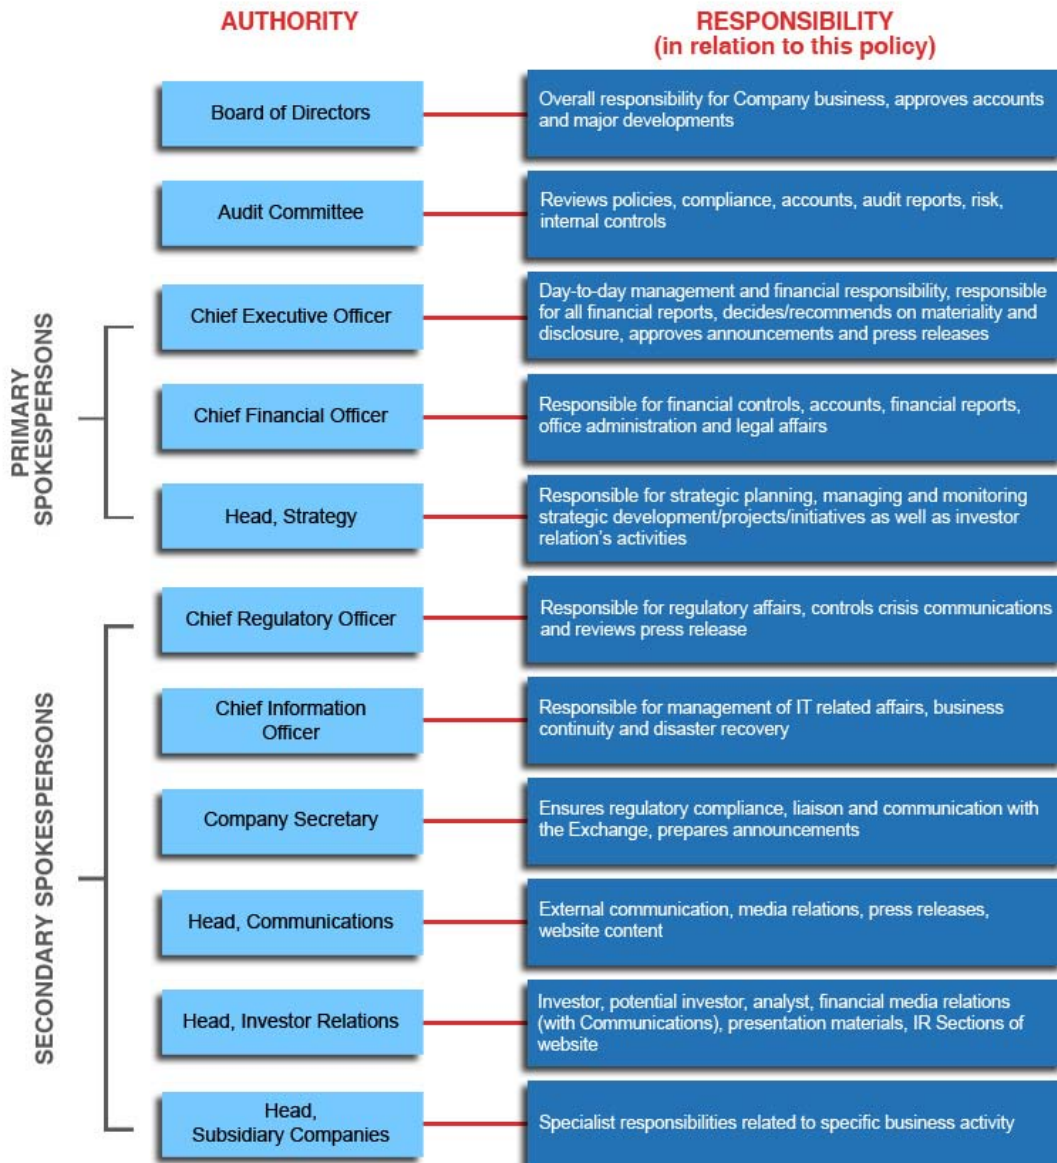 AUTHORITY
RESPONSIBILITY
(in relation to this policy)
Board of Directors
Overall responsibility for Company business, approves accounts
and major developments
Audit Committee
Reviews policies, compliance, accounts, audit reports, risk,
internal controls
PRIMARY
SPOKESPERSONS
Chief Executive Officer
Day-to-day management and financial responsibility, responsible
for all financial reports, decides/recommends on materiality and
disclosure, approves announcements and press releases
Chief Financial Officer
Responsible for financial controls, accounts, financial reports,
office administration and legal affairs
Head, Strategy
Responsible for strategic planning, managing and monitoring
strategic development/projects/initiatives as well as investor
relation's activities
SECONDARY SPOKESPERSONS
Chief Regulatory Officer
Responsible for regulatory affairs, controls crisis communications
and reviews press release
Chief Information
Officer
Responsible for management of IT related affairs, business
continuity and disaster recovery
Company Secretary
Ensures regulatory compliance, liaison and communication with
the Exchange, prepares announcements
Head, Communications
External communication, media relations, press releases,
website content
Head, Investor Relations
Investor, potential investor, analyst, financial media relations
(with Communications), presentation materials, IR Sections of
website
Head,
Subsidiary Companies
Specialist responsibilities related to specific business activity